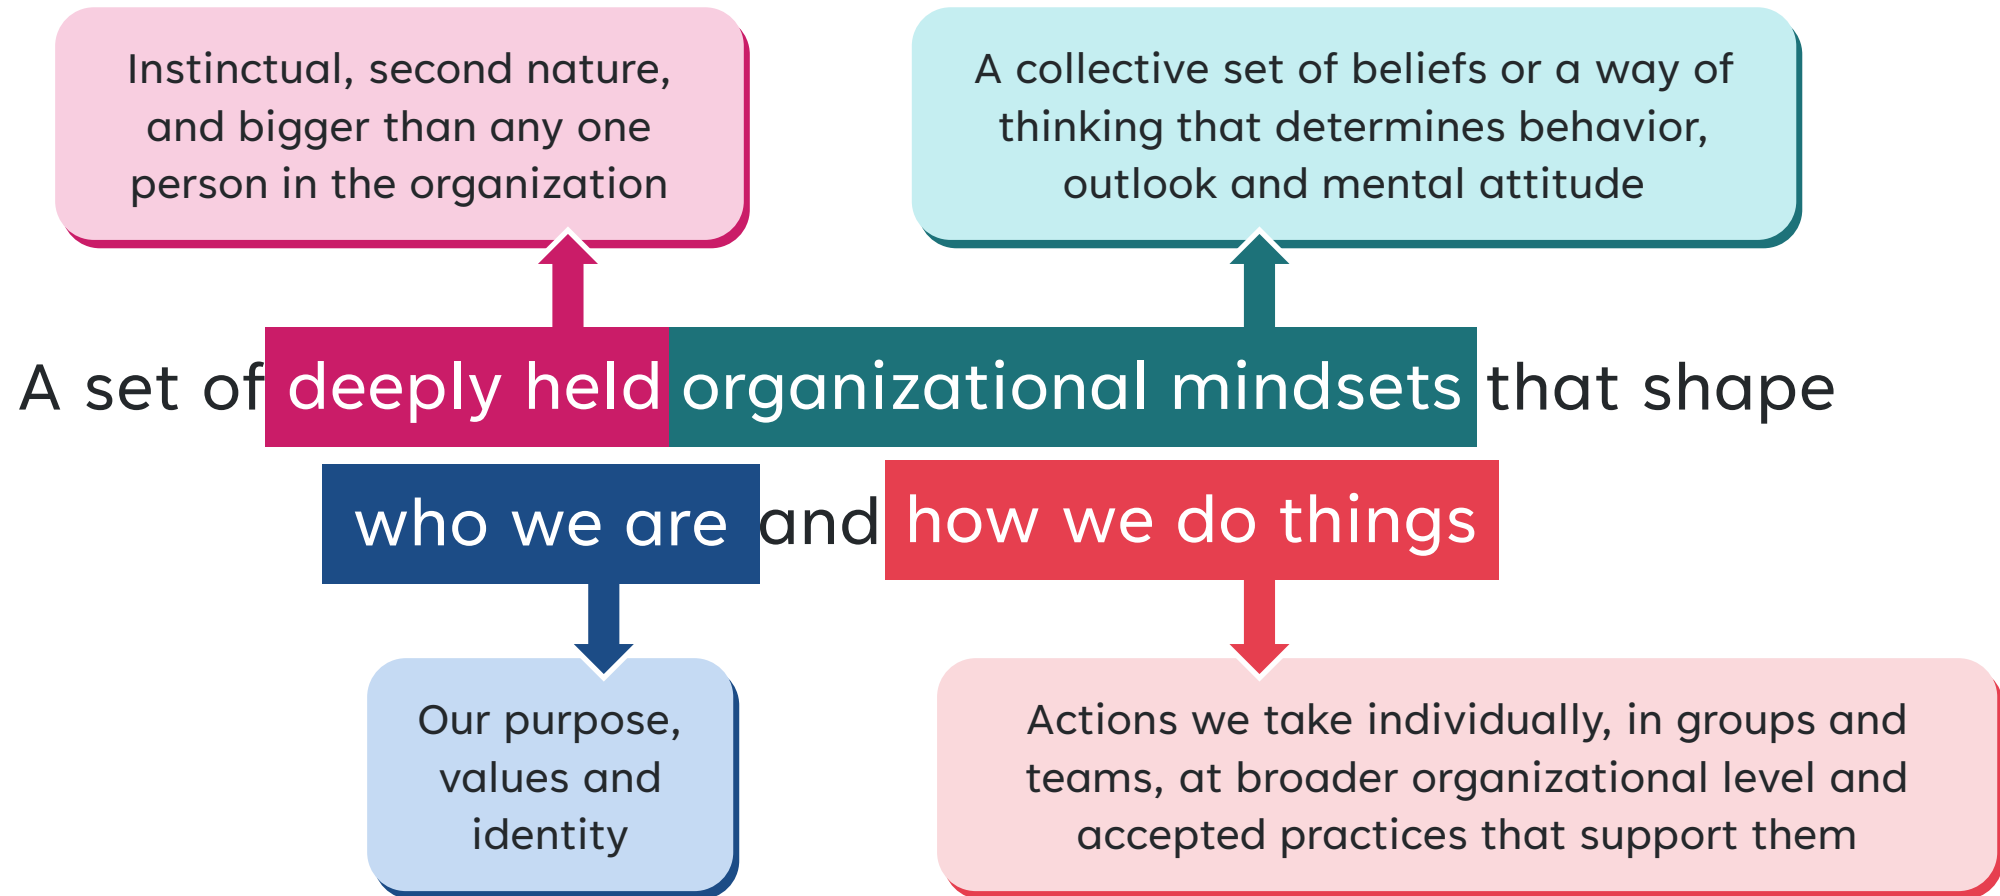 Instinctual, second nature,
and bigger than any one
person in the organization
A collective set of beliefs or a way of
thinking that determines behavior,
outlook and mental attitude
A set of deeply held organizational mindsets that shape
who we are and how we do things
Our purpose,
values and
identity
Actions we take individually, in groups and
teams, at broader organizational level and
accepted practices that support them